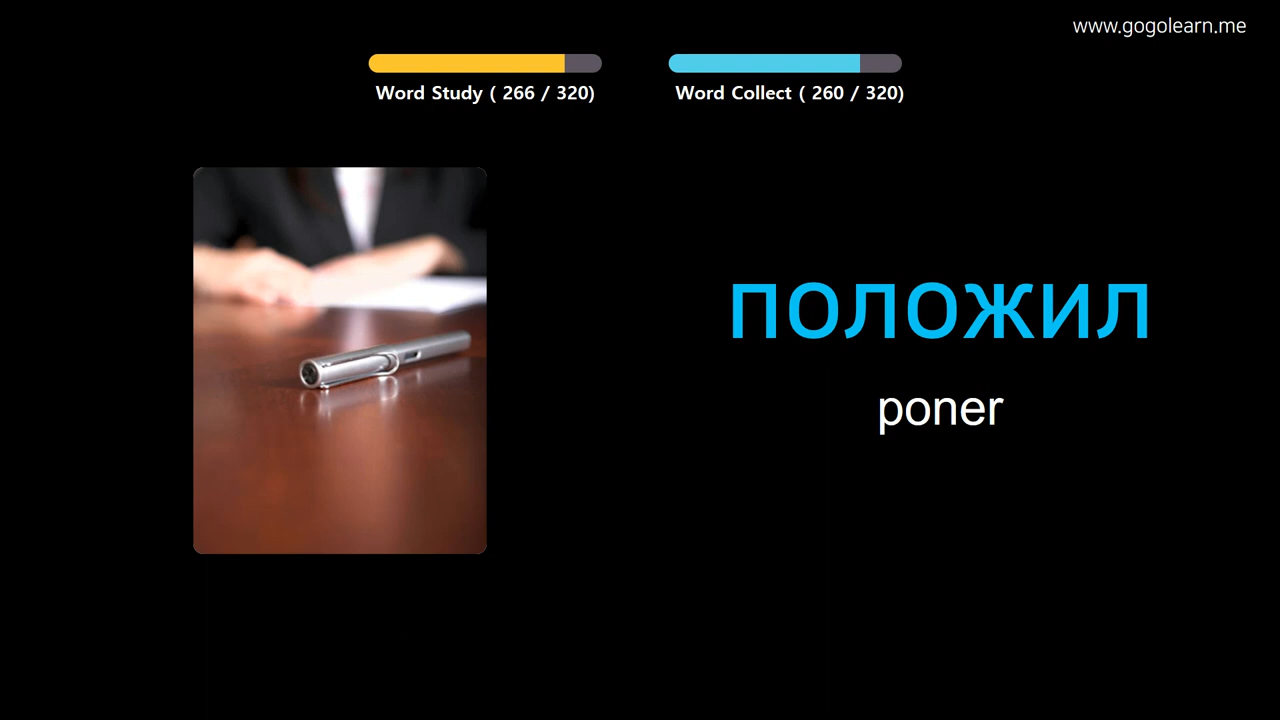 www.gogolearn.me
Word Study ( 266 / 320)
Word Collect ( 260 / 320)
положил
poner